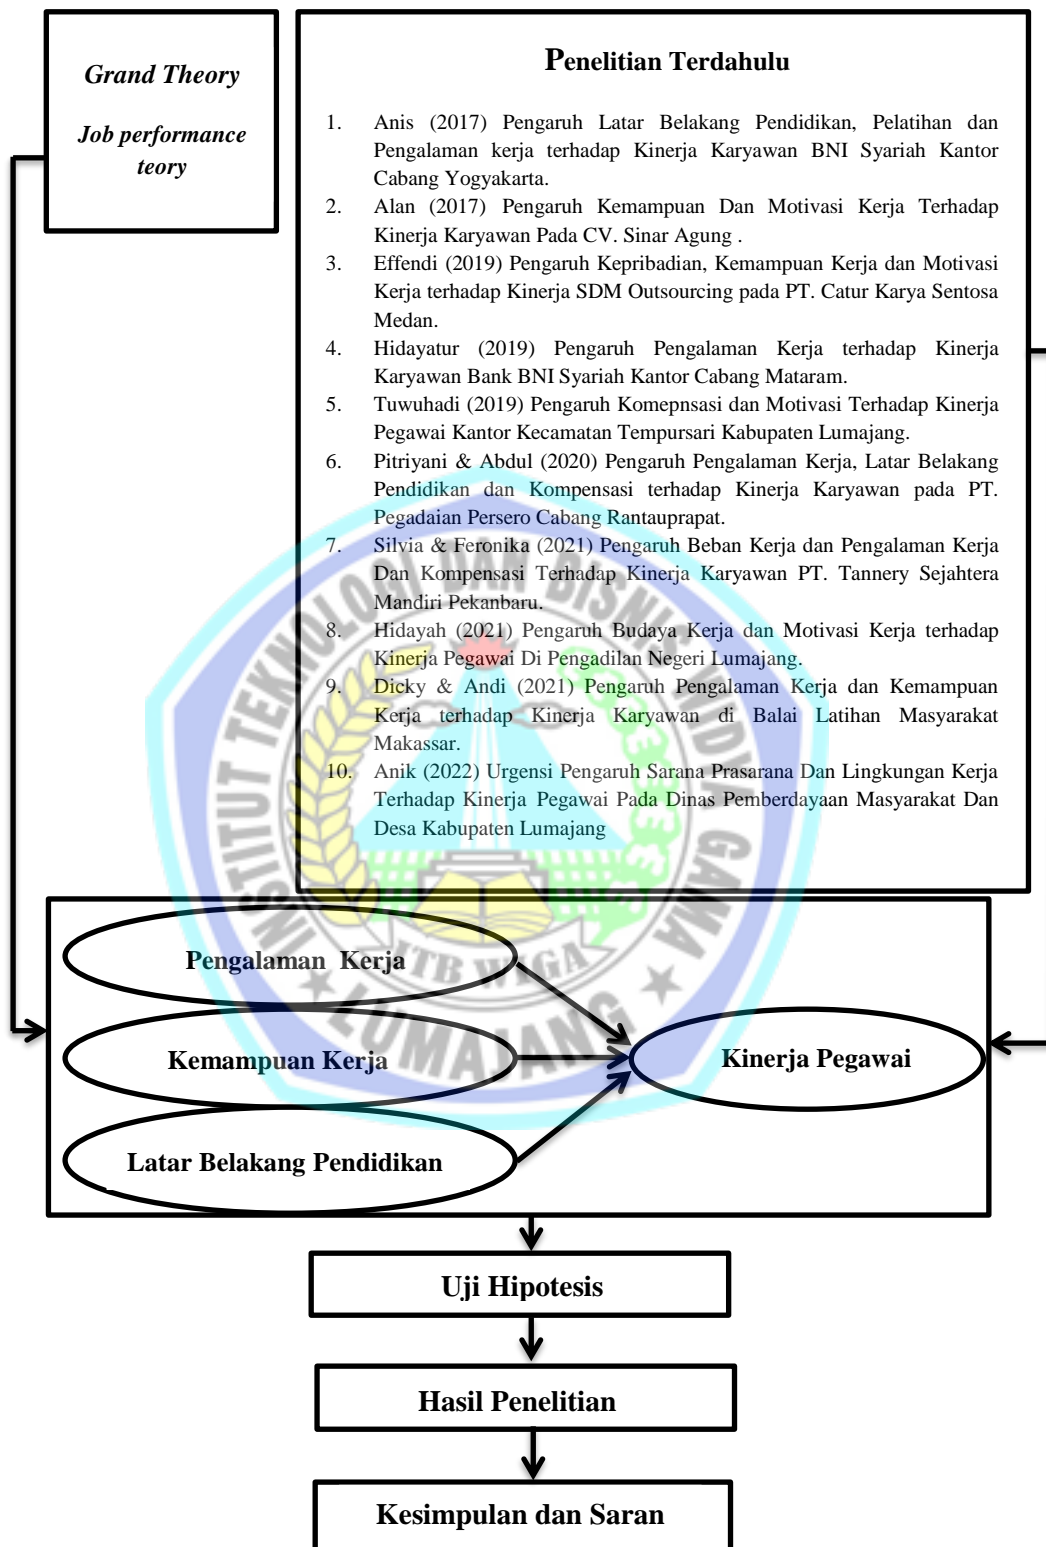 Grand Theory
Job performance
teory
Penelitian Terdahulu
1. Anis (2017) Pengaruh Latar Belakang Pendidikan, Pelatihan dan
Pengalaman kerja terhadap Kinerja Karyawan BNI Syariah Kantor
Cabang Yogyakarta.
2. Alan (2017) Pengaruh Kemampuan Dan Motivasi Kerja Terhadap
Kinerja Karyawan Pada CV. Sinar Agung .
3. Effendi (2019) Pengaruh Kepribadian, Kemampuan Kerja dan Motivasi
Kerja terhadap Kinerja SDM Outsourcing pada PT. Catur Karya Sentosa
Medan.
4. Hidayatur (2019) Pengaruh Pengalaman Kerja terhadap Kinerja
Karyawan Bank BNI Syariah Kantor Cabang Mataram.
5. Tuwuhadi (2019) Pengaruh Komepnsasi dan Motivasi Terhadap Kinerja
Pegawai Kantor Kecamatan Tempursari Kabupaten Lumajang.
6. Pitriyani & Abdul (2020) Pengaruh Pengalaman Kerja, Latar Belakang
Pendidikan dan Kompensasi terhadap Kinerja Karyawan pada PT.
Pegadaian Persero Cabang Rantauprapat.
7. Silvia & Feronika (2021) Pengaruh Beban Kerja dan Pengalaman Kerja
Dan Kompensasi Terhadap Kinerja Karyawan PT. Tannery Sejahtera
Mandiri Pekanbaru.
8. Hidayah (2021) Pengaruh Budaya Kerja dan Motivasi Kerja terhadap
Kinerja Pegawai Di Pengadilan Negeri Lumajang.
9. Dicky & Andi (2021) Pengaruh Pengalaman Kerja dan Kemampuan
Kerja terhadap Kinerja Karyawan di Balai Latihan Masyarakat
Makassar.
10. Anik (2022) Urgensi Pengaruh Sarana Prasarana Dan Lingkungan Kerja
Terhadap Kinerja Pegawai Pada Dinas Pemberdayaan Masyarakat Dan
Desa Kabupaten Lumajang
INSTITUT TEKNOLOGI DAN BISNIS WIDYA GAMA
ITB WIGA
LUMAJANG
Pengalaman Kerja
Kemampuan Kerja
Latar Belakang Pendidikan
Kinerja Pegawai
Uji Hipotesis
Hasil Penelitian
Kesimpulan dan Saran